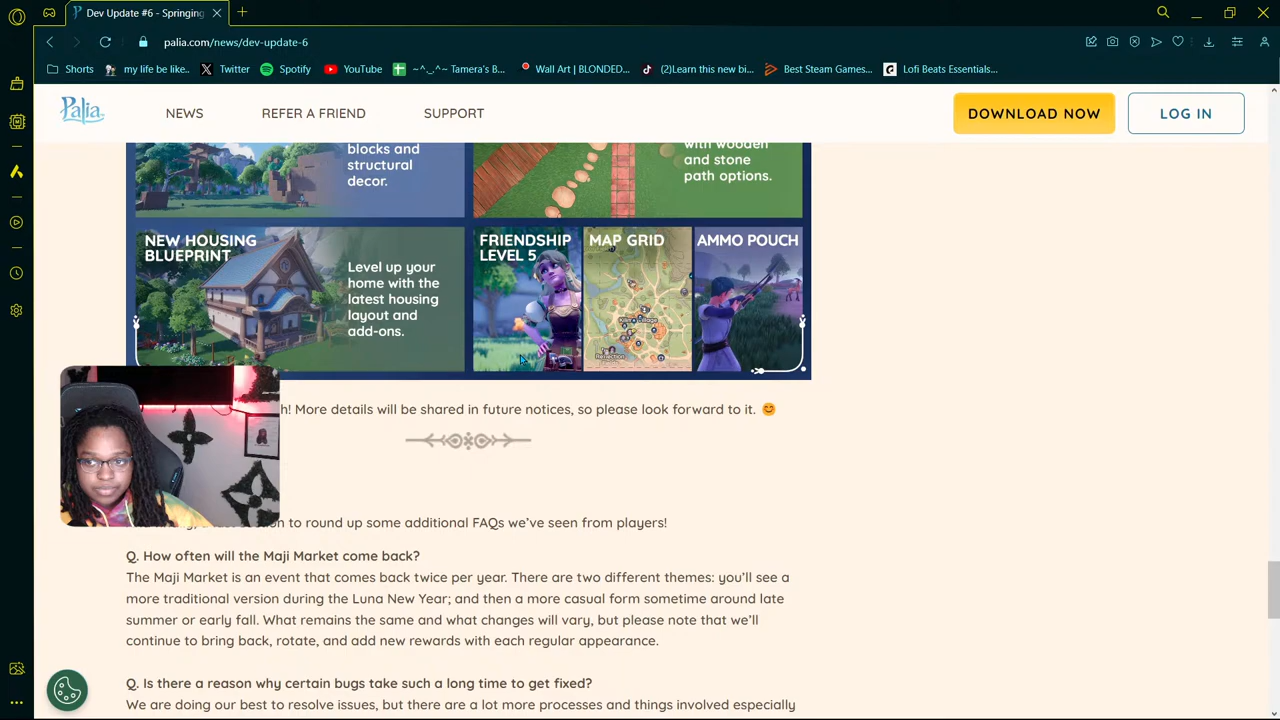 Dev Update #6 - Springing
palia.com/news/dev-update-6
Shorts
my life be like..
Twitter
Spotify
YouTube
~^◡^~ Tamera's B...
Wall Art | BLONDED...
(2)Learn this new bi...
Best Steam Games...
Lofi Beats Essentials...
Palia
NEWS
REFER A FRIEND
SUPPORT
DOWNLOAD NOW
LOG IN
blocks and
structural
decor.
with wooden
and stone
path options.
NEW HOUSING
BLUEPRINT
Level up your
home with the
latest housing
layout and
add-ons.
FRIENDSHIP
LEVEL 5
MAP GRID
AMMO POUCH
h! More details will be shared in future notices, so please look forward to it. 😊
to round up some additional FAQs we've seen from players!
Q. How often will the Maji Market come back?
The Maji Market is an event that comes back twice per year. There are two different themes: you'll see a
more traditional version during the Luna New Year; and then a more casual form sometime around late
summer or early fall. What remains the same and what changes will vary, but please note that we'll
continue to bring back, rotate, and add new rewards with each regular appearance.
Q. Is there a reason why certain bugs take such a long time to get fixed?
We are doing our best to resolve issues, but there are a lot more processes and things involved especially